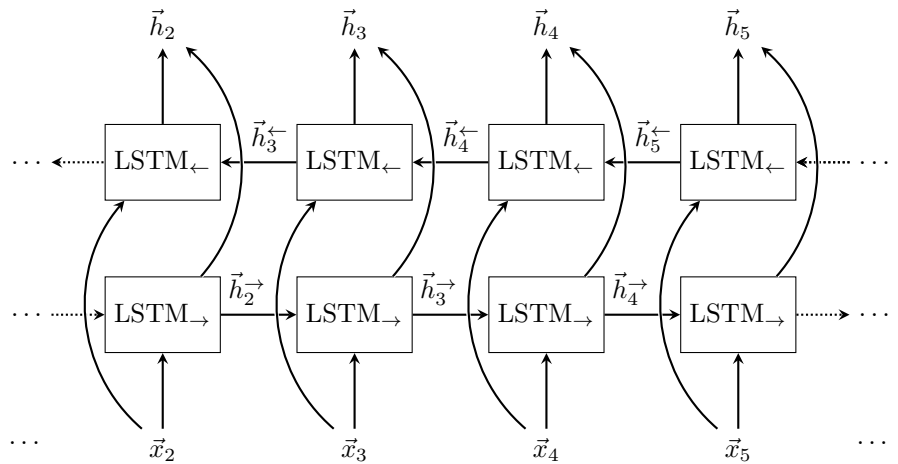 h⃗₂ h⃗₃ h⃗₄ h⃗₅
h⃗₃← h⃗₄← h⃗₅←
··· LSTM← LSTM← LSTM← LSTM← ···
h⃗₂→ h⃗₃→ h⃗₄→
··· LSTM→ LSTM→ LSTM→ LSTM→ ···
··· x⃗₂ x⃗₃ x⃗₄ x⃗₅ ···